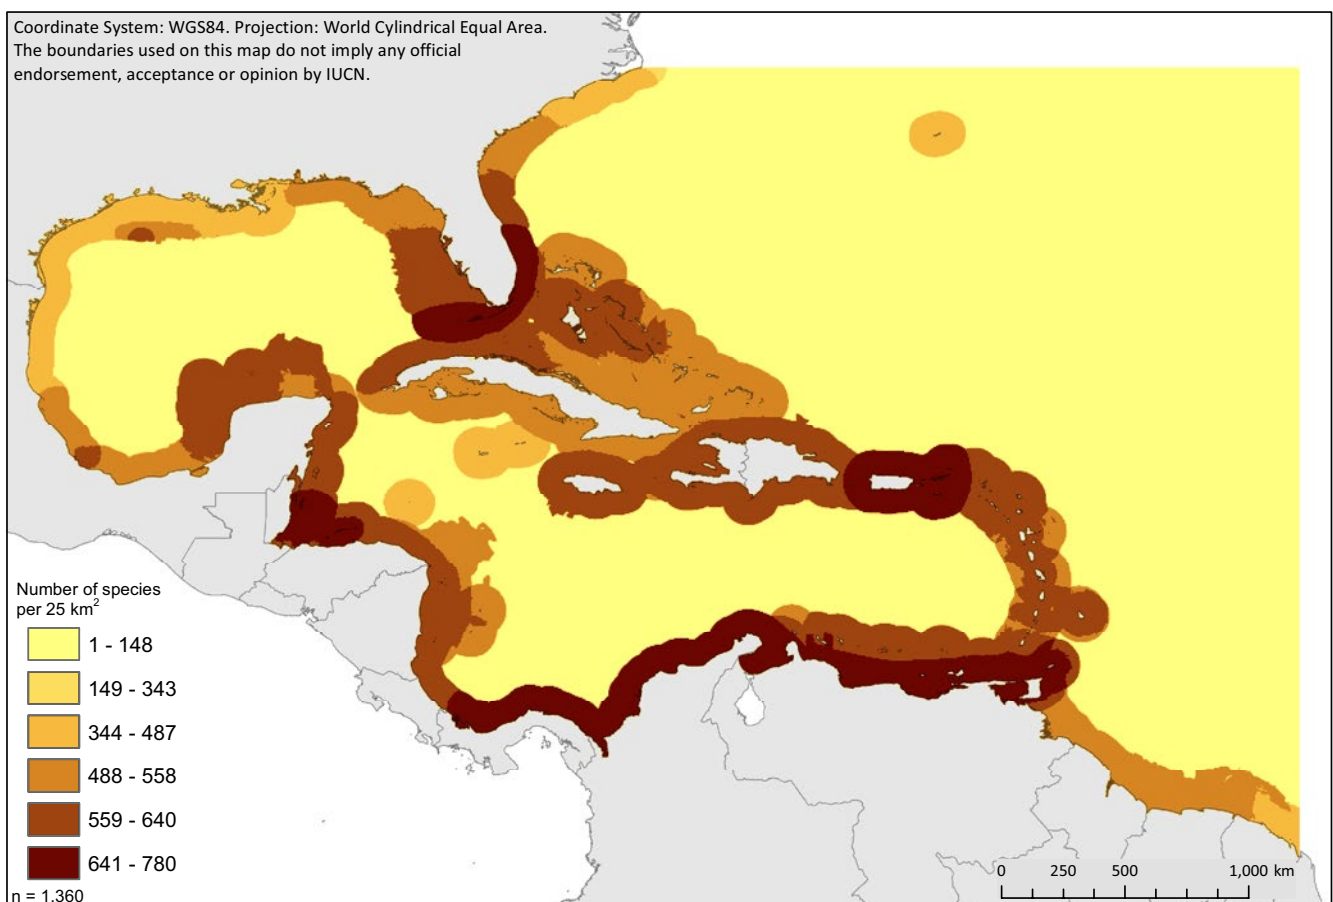 Coordinate System: WGS84. Projection: World Cylindrical Equal Area.
The boundaries used on this map do not imply any official
endorsement, acceptance or opinion by IUCN.
Number of species
per 25 km²
1 - 148
149 - 343
344 - 487
488 - 558
559 - 640
641 - 780
n = 1,360
0 250 500 1,000 km